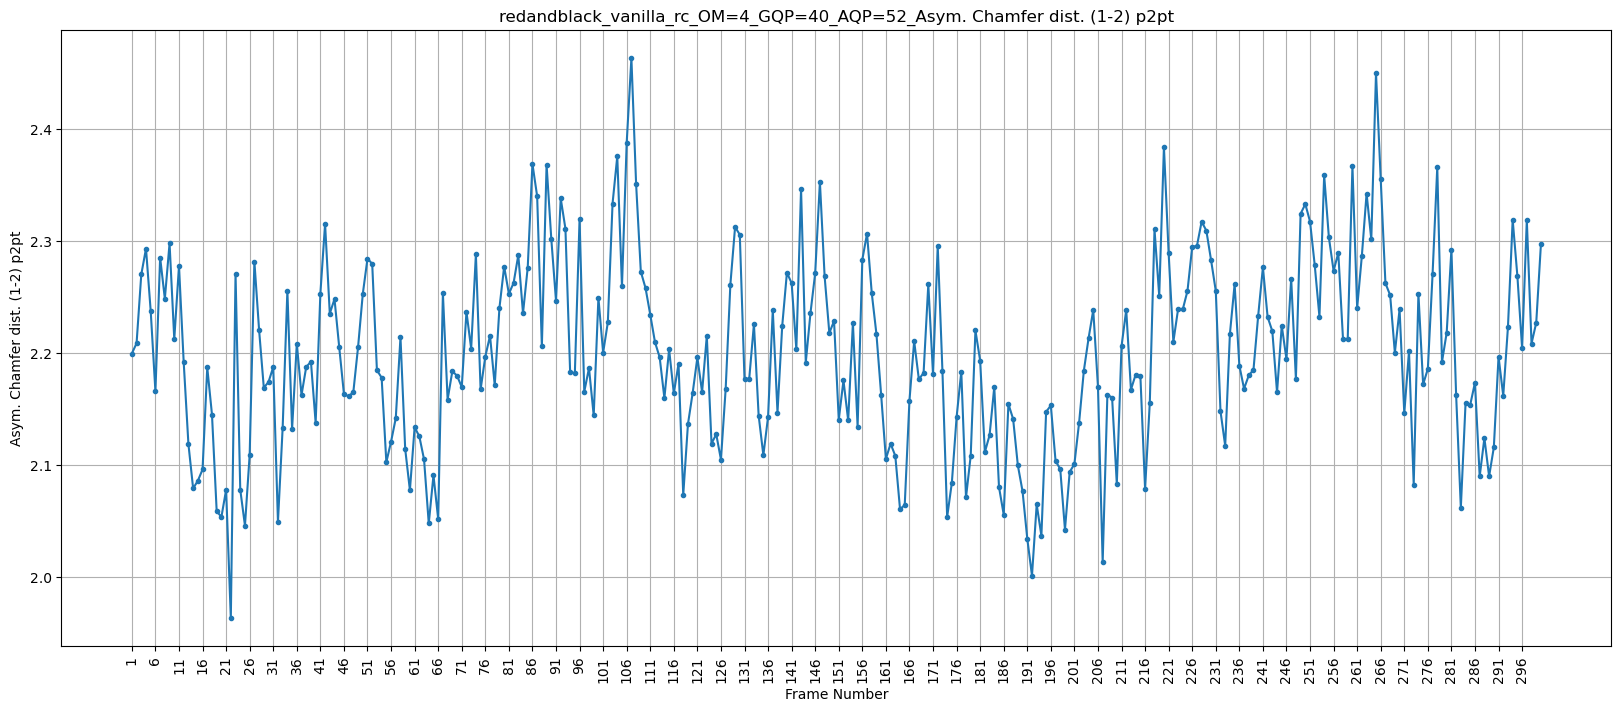 redandblack_vanilla_rc_OM=4_GQP=40_AQP=52_Asym. Chamfer dist. (1-2) p2pt
Asym. Chamfer dist. (1-2) p2pt
2.4
2.3
2.2
2.1
2.0
1 6 11 16 21 26 31 36 41 46 51 56 61 66 71 76 81 86 91 96 101 106 111 116 121 126 131 136 141 146 151 156 161 166 171 176 181 186 191 196 201 206 211 216 221 226 231 236 241 246 251 256 261 266 271 276 281 286 291 296
Frame Number